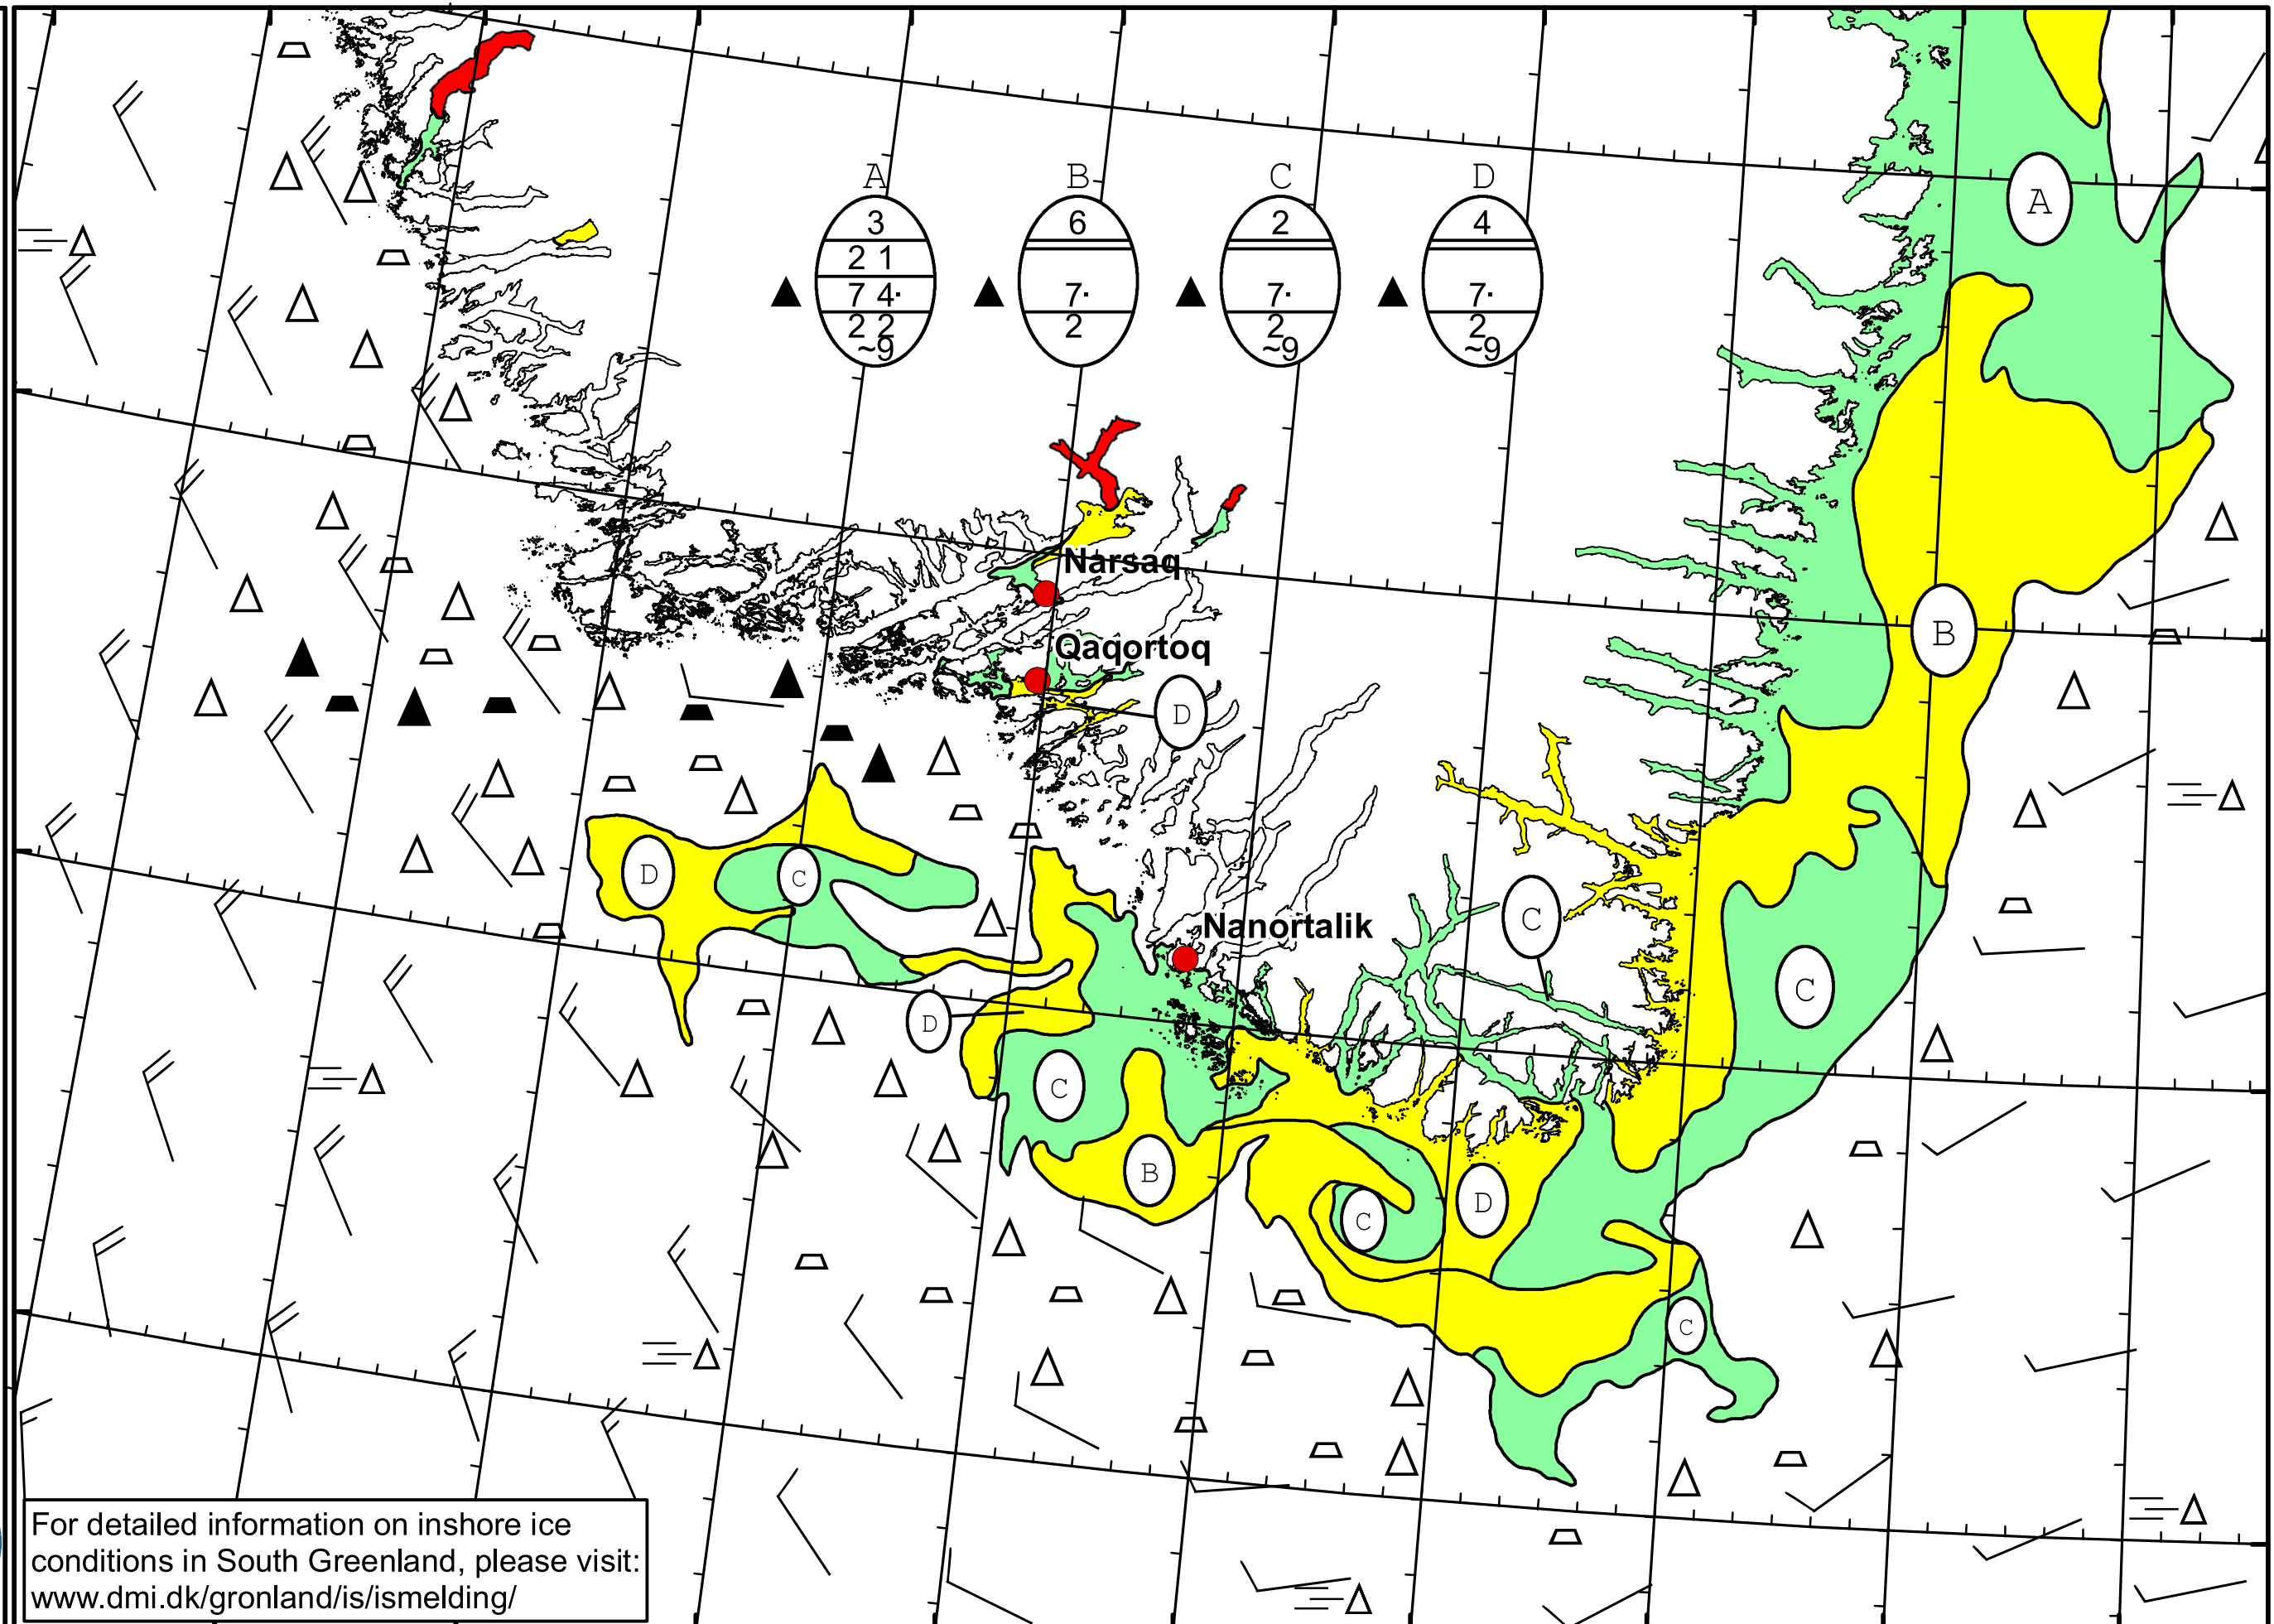 A B C D
3 6 2 4
2 1
7 4· 7· 7· 7·
2 2 2 2 2
~9 ~9 ~9
A
B
Narsaq
Qaqortoq
D
D
C
C
Nanortalik
C
D
C
B
D
C
C
For detailed information on inshore ice
conditions in South Greenland, please visit:
www.dmi.dk/gronland/is/ismelding/